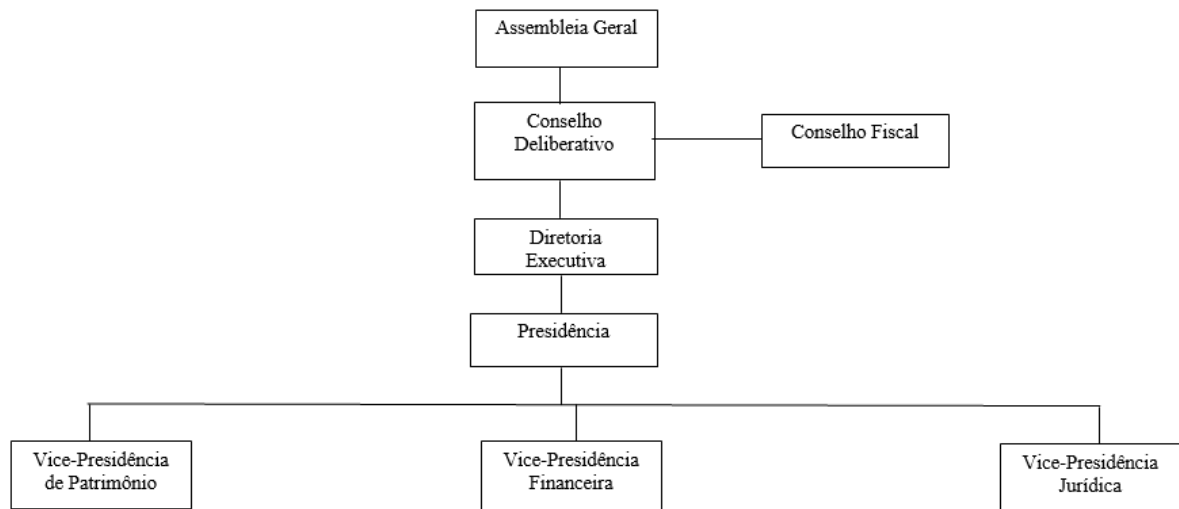 Assembleia Geral
Conselho
Deliberativo
Conselho Fiscal
Diretoria
Executiva
Presidência
Vice-Presidência
de Patrimônio
Vice-Presidência
Financeira
Vice-Presidência
Jurídica